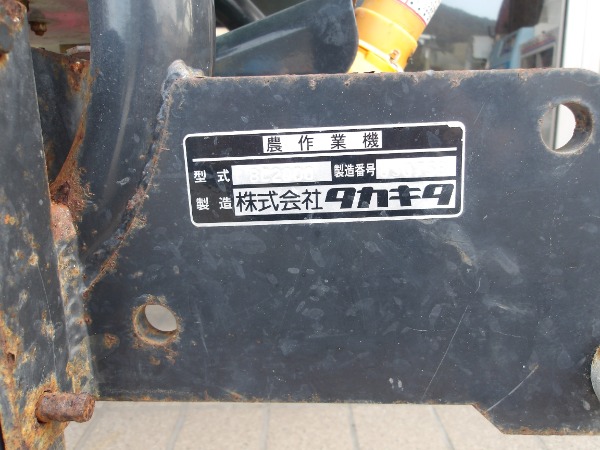 農作業機
型式 製造番号
製造 株式会社タカキタ